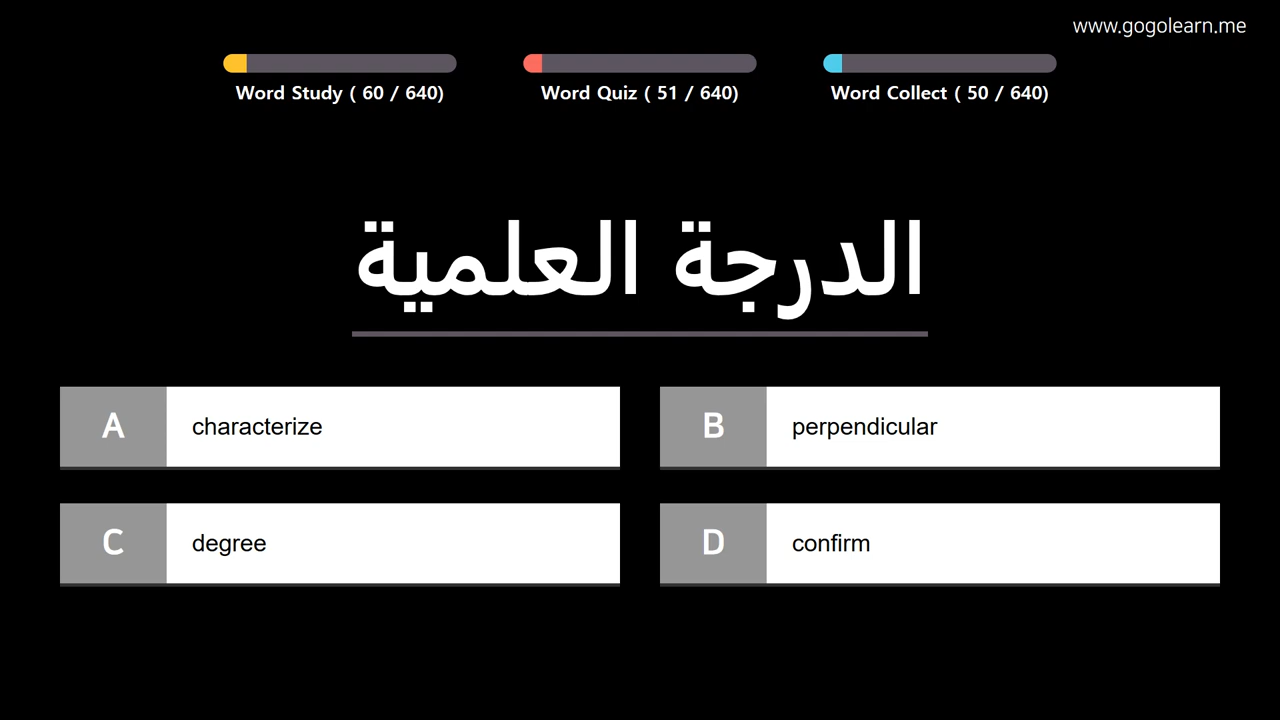 www.gogolearn.me
Word Study ( 60 / 640)
Word Quiz ( 51 / 640)
Word Collect ( 50 / 640)
الدرجة العلمية
A characterize
B perpendicular
C degree
D confirm